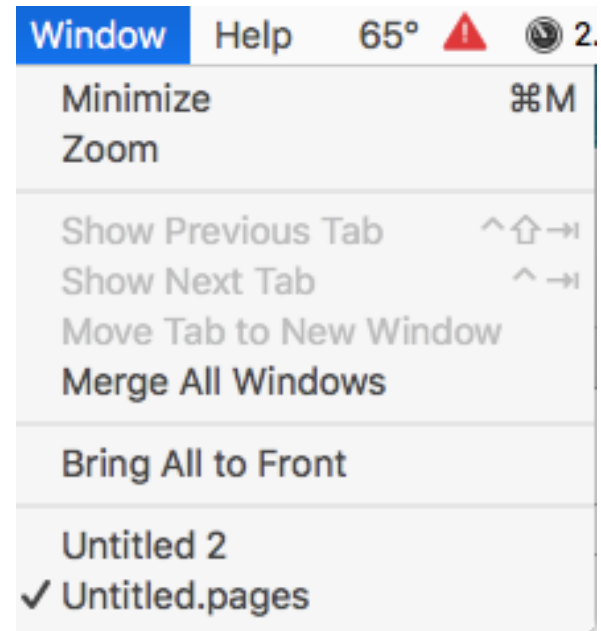 Window Help 65° 2.
Minimize ⌘M
Zoom
Show Previous Tab ^⇧⇥
Show Next Tab ^⇥
Move Tab to New Window
Merge All Windows
Bring All to Front
Untitled 2
✓ Untitled.pages